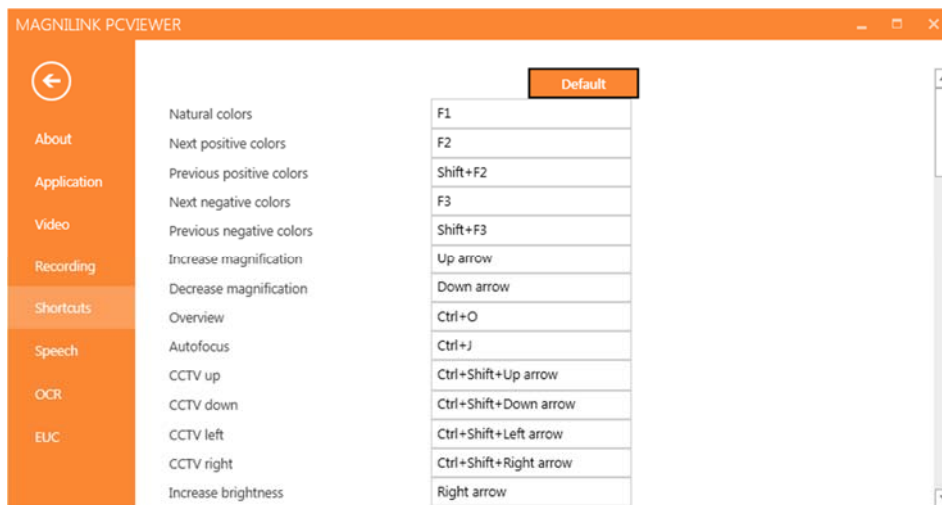 MAGNILINK PCVIEWER
About
Application
Video
Recording
Shortcuts
Speech
OCR
EUC
Default
Natural colors F1
Next positive colors F2
Previous positive colors Shift+F2
Next negative colors F3
Previous negative colors Shift+F3
Increase magnification Up arrow
Decrease magnification Down arrow
Overview Ctrl+O
Autofocus Ctrl+J
CCTV up Ctrl+Shift+Up arrow
CCTV down Ctrl+Shift+Down arrow
CCTV left Ctrl+Shift+Left arrow
CCTV right Ctrl+Shift+Right arrow
Increase brightness Right arrow